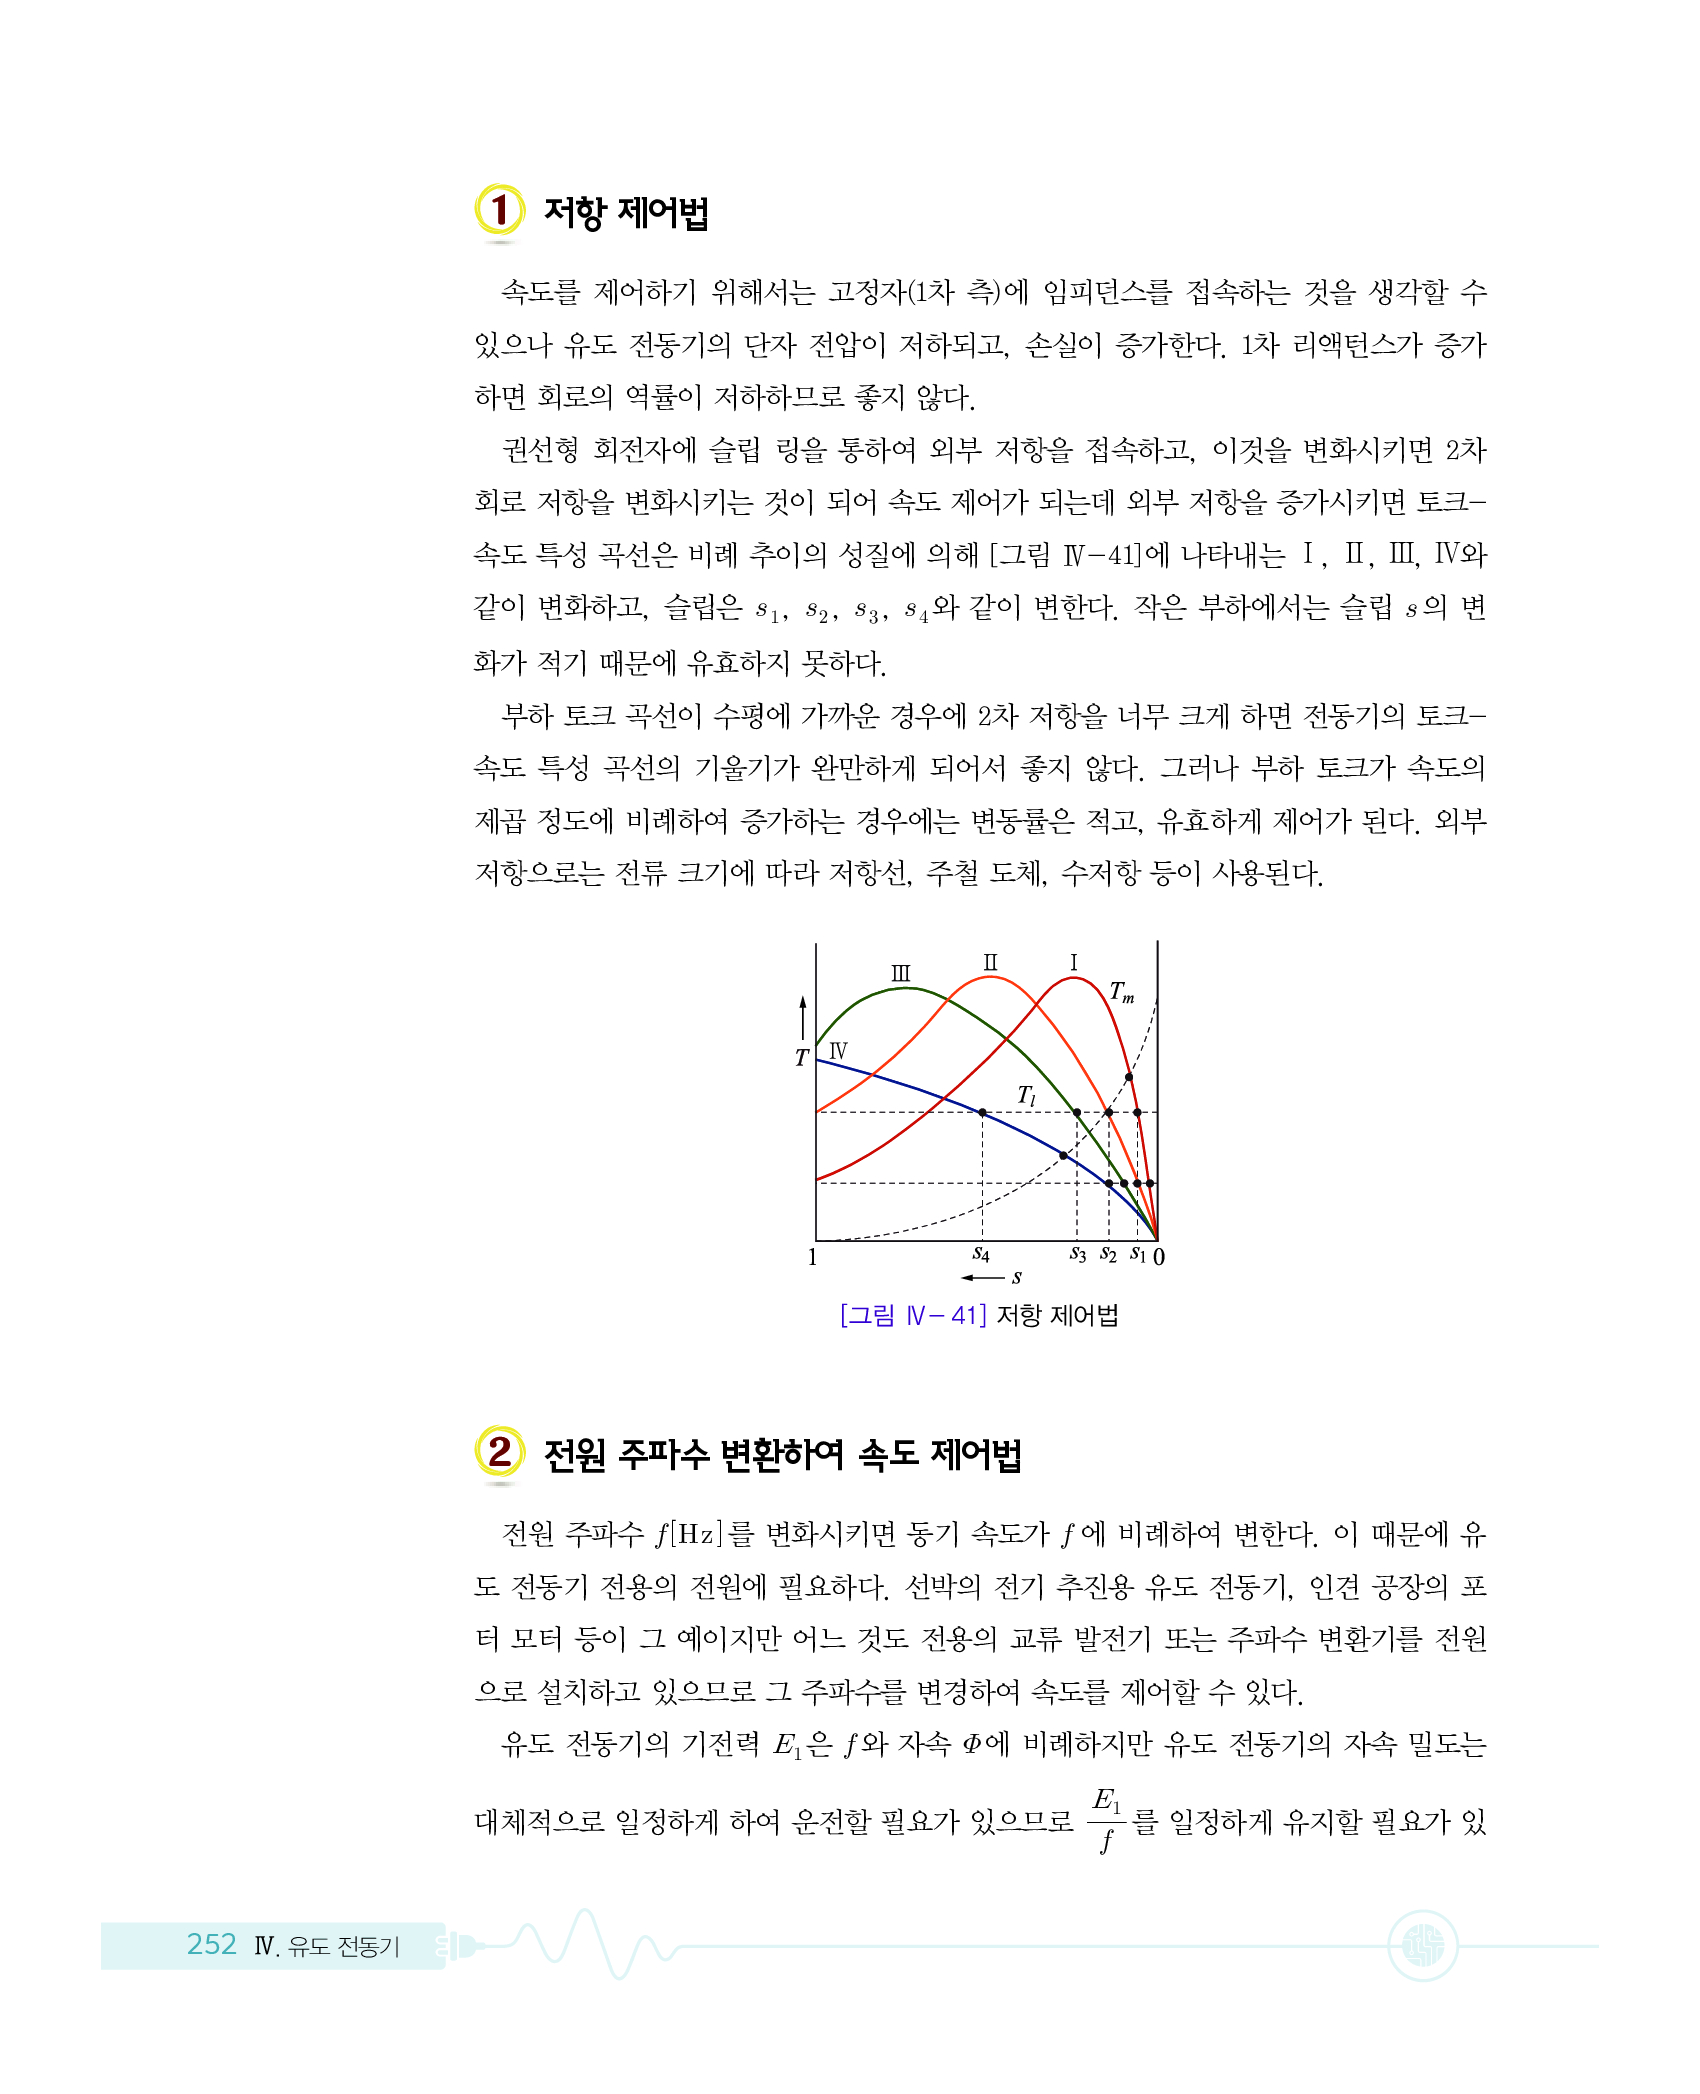 1 저항 제어법
속도를 제어하기 위해서는 고정자(1차 측)에 임피던스를 접속하는 것을 생각할 수
있으나 유도 전동기의 단자 전압이 저하되고, 손실이 증가한다. 1차 리액턴스가 증가
하면 회로의 역률이 저하하므로 좋지 않다.
권선형 회전자에 슬립 링을 통하여 외부 저항을 접속하고, 이것을 변화시키면 2차
회로 저항을 변화시키는 것이 되어 속도 제어가 되는데 외부 저항을 증가시키면 토크-
속도 특성 곡선은 비례 추이의 성질에 의해 [그림 Ⅳ-41]에 나타내는 Ⅰ, Ⅱ, Ⅲ, Ⅳ와
같이 변화하고, 슬립은 s₁, s₂, s₃, s₄와 같이 변한다. 작은 부하에서는 슬립 s의 변
화가 적기 때문에 유효하지 못하다.
부하 토크 곡선이 수평에 가까운 경우에 2차 저항을 너무 크게 하면 전동기의 토크-
속도 특성 곡선의 기울기가 완만하게 되어서 좋지 않다. 그러나 부하 토크가 속도의
제곱 정도에 비례하여 증가하는 경우에는 변동률은 적고, 유효하게 제어가 된다. 외부
저항으로는 전류 크기에 따라 저항선, 주철 도체, 수저항 등이 사용된다.
Ⅲ Ⅱ Ⅰ
Tm
T Ⅳ
Tl
1 s₄ s₃ s₂ s₁ 0
s
[그림 Ⅳ-41] 저항 제어법
2 전원 주파수 변환하여 속도 제어법
전원 주파수 f[Hz]를 변화시키면 동기 속도가 f에 비례하여 변한다. 이 때문에 유
도 전동기 전용의 전원에 필요하다. 선박의 전기 추진용 유도 전동기, 인견 공장의 포
터 모터 등이 그 예이지만 어느 것도 전용의 교류 발전기 또는 주파수 변환기를 전원
으로 설치하고 있으므로 그 주파수를 변경하여 속도를 제어할 수 있다.
유도 전동기의 기전력 E₁은 f와 자속 Φ에 비례하지만 유도 전동기의 자속 밀도는
대체적으로 일정하게 하여 운전할 필요가 있으므로 E₁/f 를 일정하게 유지할 필요가 있
252 Ⅳ. 유도 전동기